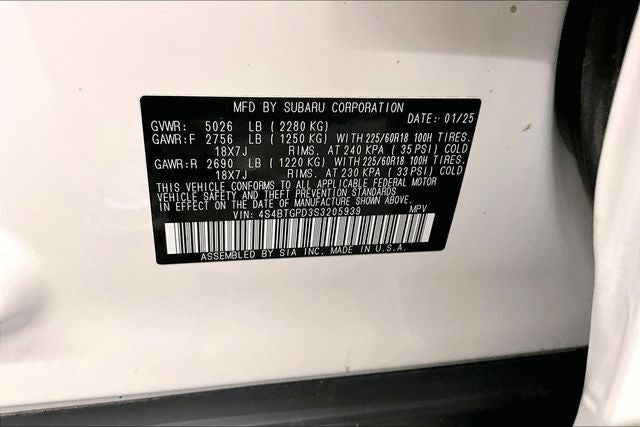 MFD BY SUBARU CORPORATION
DATE: 01/25
GVWR: 5026 LB ( 2280 KG)
GAWR:F 2756 LB ( 1250 KG) WITH 225/60R18 100H TIRES.
18X7J RIMS. AT 240 KPA ( 35 PSI) COLD
GAWR:R 2690 LB ( 1220 KG) WITH 225/60R18 100H TIRES.
18X7J RIMS. AT 230 KPA ( 33 PSI) COLD
THIS VEHICLE CONFORMS TO ALL APPLICABLE FEDERAL MOTOR
VEHICLE SAFETY AND THEFT PREVENTION STANDARDS
IN EFFECT ON THE DATE OF MANUFACTURE SHOWN ABOVE.
VIN: 4S4BTGPD3S3205939 MPV
ASSEMBLED BY SIA INC. MADE IN U.S.A.